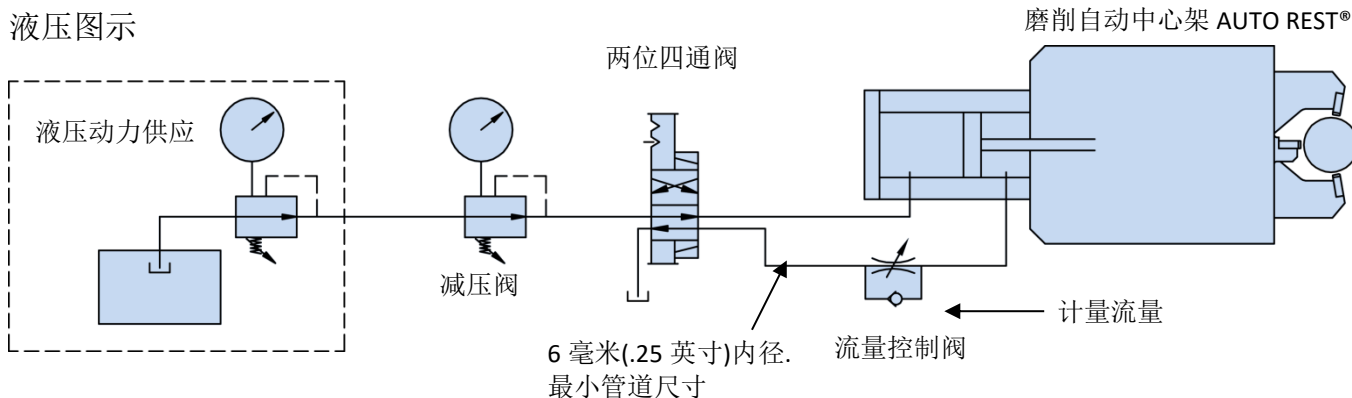 液压图示
磨削自动中心架 AUTO REST®
两位四通阀
液压动力供应
减压阀
计量流量
流量控制阀
6 毫米(.25 英寸)内径.
最小管道尺寸